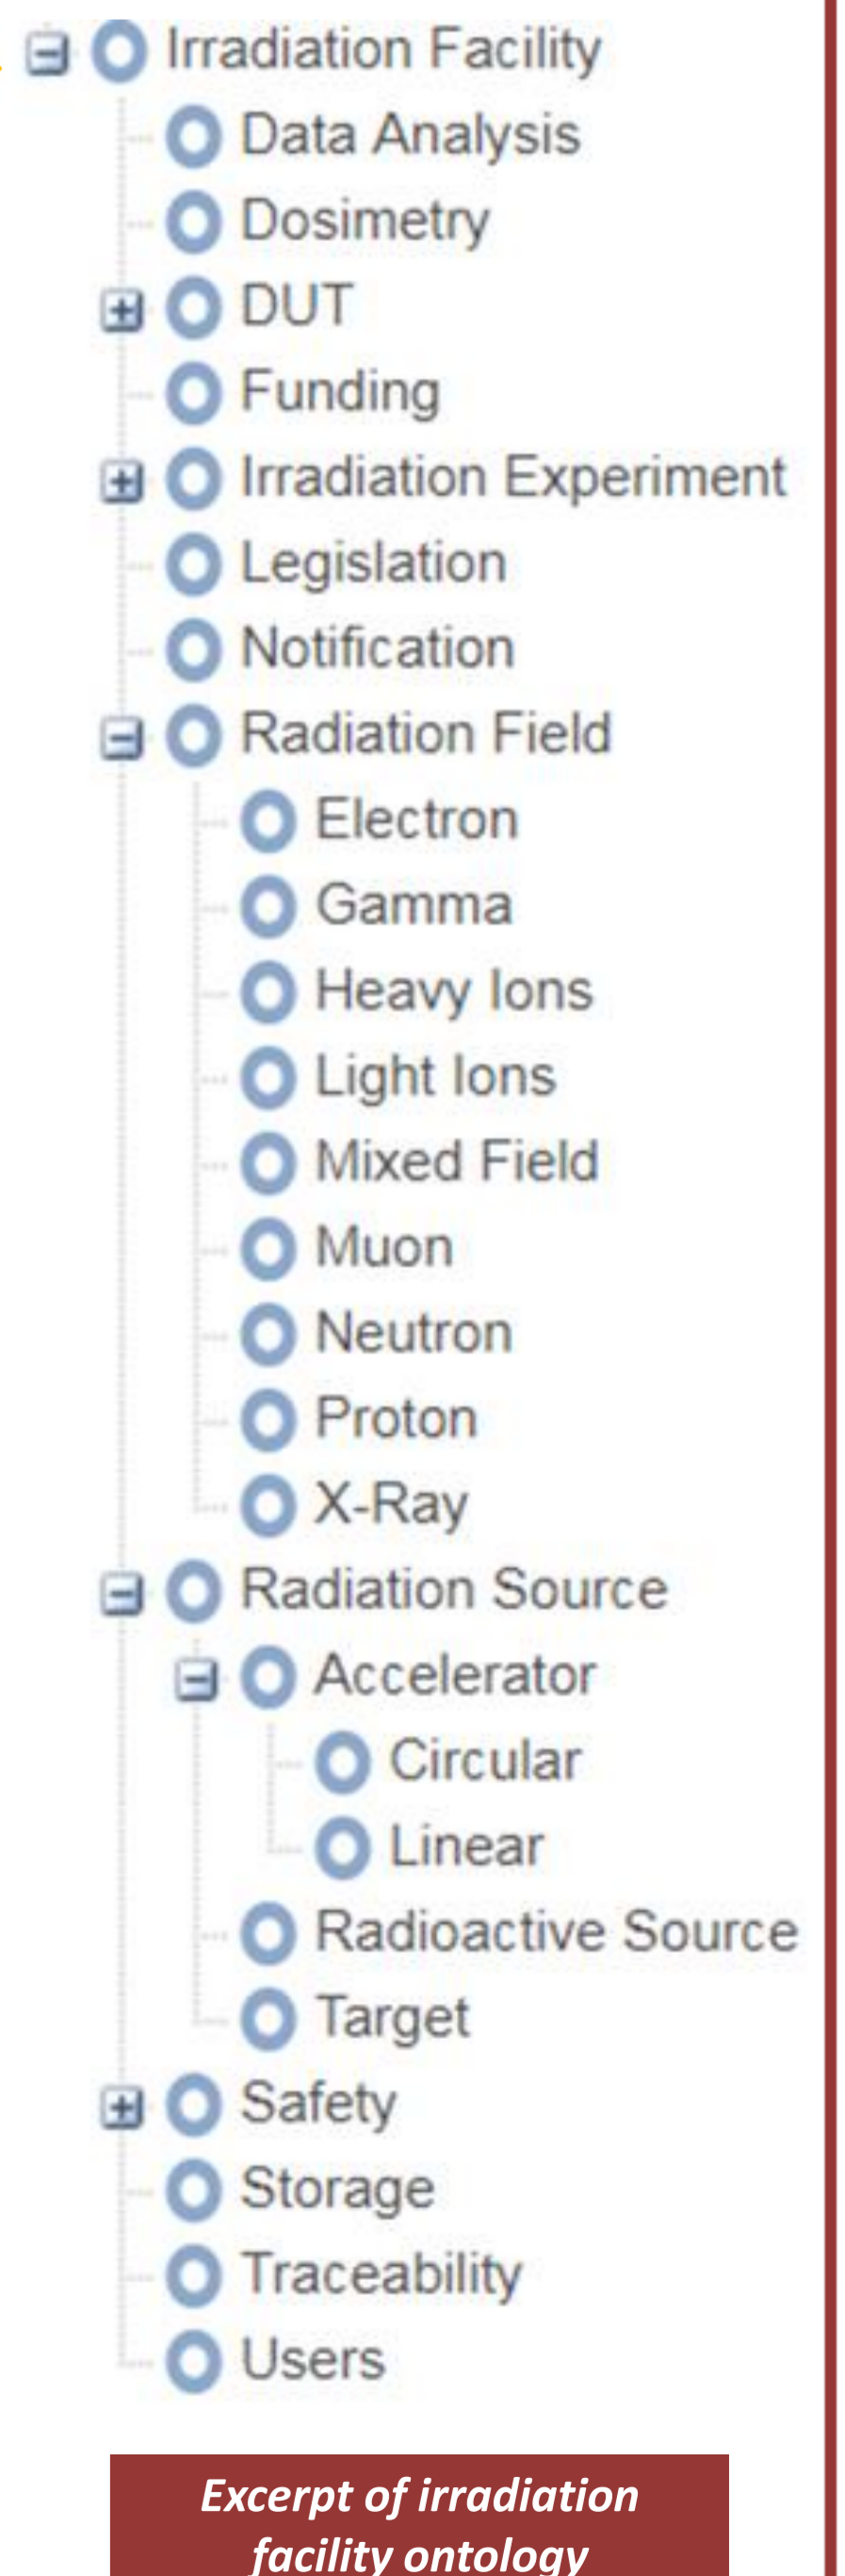 Irradiation Facility
Data Analysis
Dosimetry
DUT
Funding
Irradiation Experiment
Legislation
Notification
Radiation Field
Electron
Gamma
Heavy Ions
Light Ions
Mixed Field
Muon
Neutron
Proton
X-Ray
Radiation Source
Accelerator
Circular
Linear
Radioactive Source
Target
Safety
Storage
Traceability
Users
Excerpt of irradiation
facility ontology